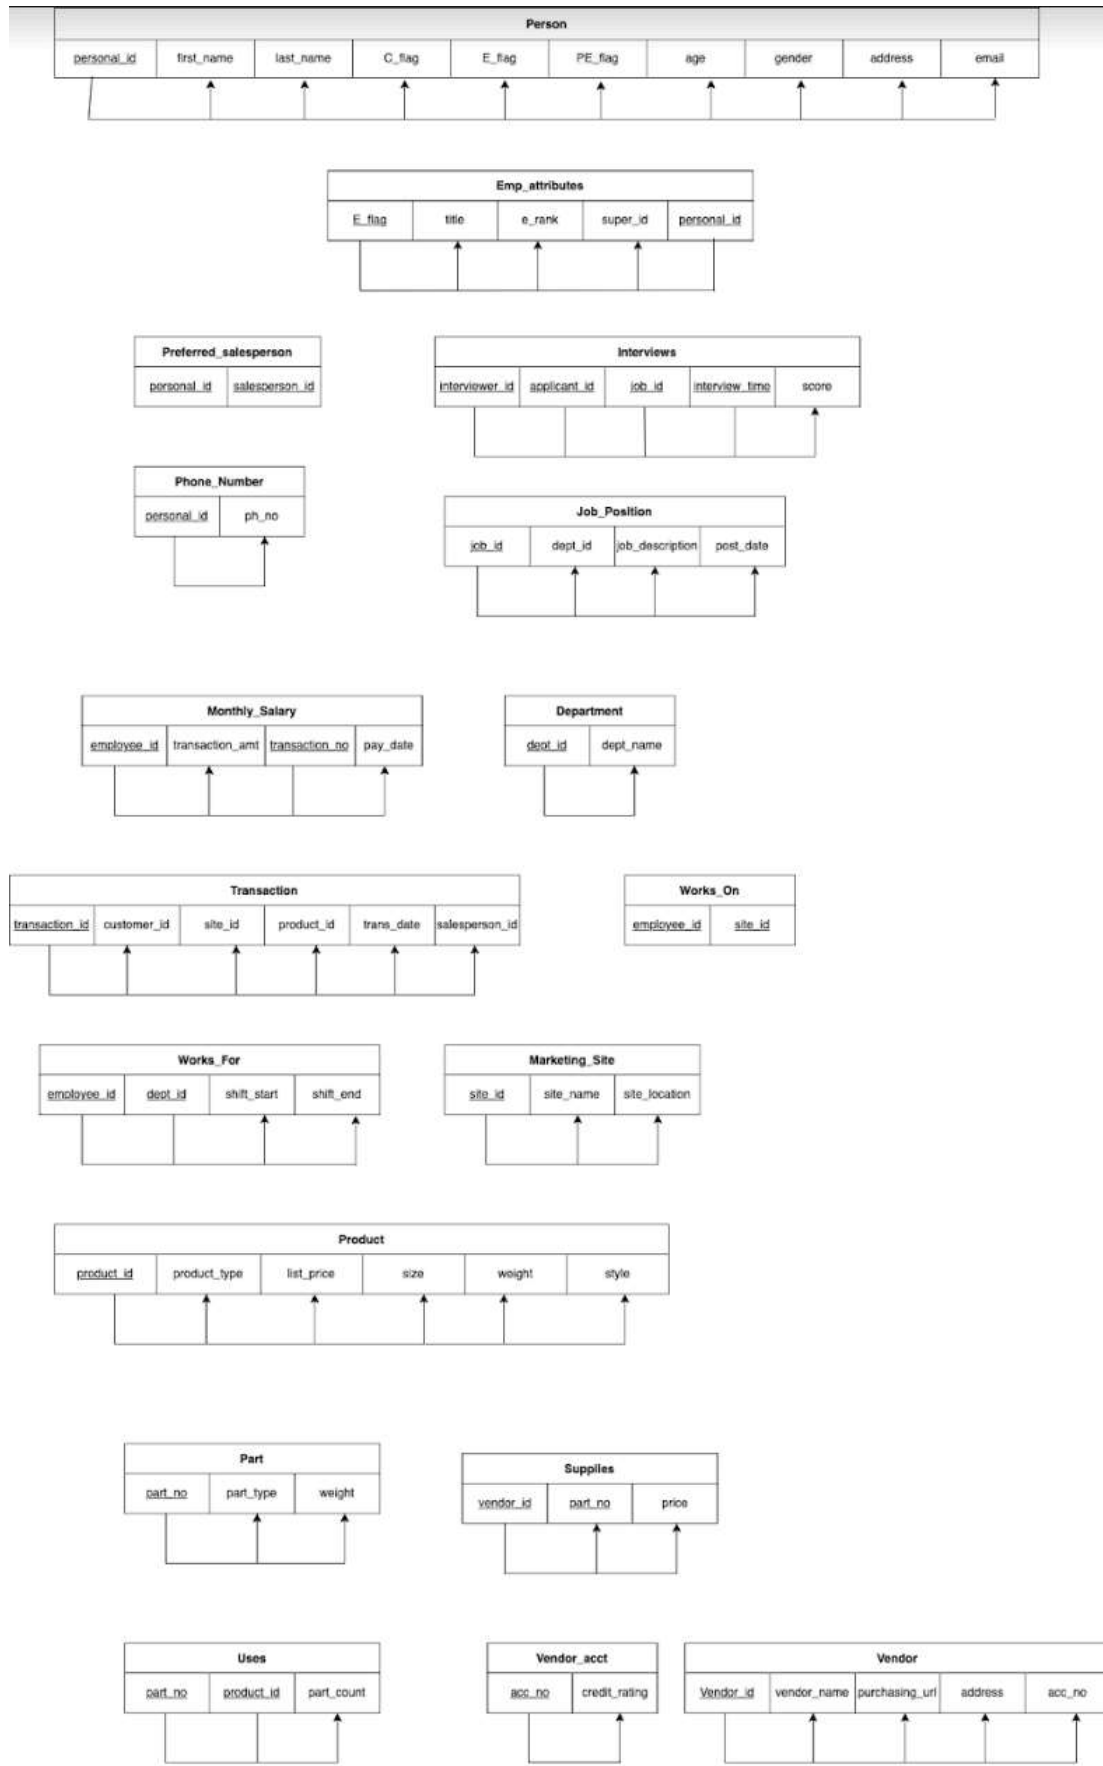 Person
personal_id first_name last_name C_flag E_flag PE_flag age gender address email
Emp_attributes
E_flag title e_rank super_id personal_id
Preferred_salesperson
personal_id salesperson_id
Interviews
interviewer_id applicant_id job_id interview_time score
Phone_Number
personal_id ph_no
Job_Position
job_id dept_id job_description post_date
Monthly_Salary
employee_id transaction_amt transaction_no pay_date
Department
dept_id dept_name
Transaction
transaction_id customer_id site_id product_id trans_date salesperson_id
Works_On
employee_id site_id
Works_For
employee_id dept_id shift_start shift_end
Marketing_Site
site_id site_name site_location
Product
product_id product_type list_price size weight style
Part
part_no part_type weight
Supplies
vendor_id part_no price
Uses
part_no product_id part_count
Vendor_acct
acc_no credit_rating
Vendor
Vendor_id vendor_name purchasing_url address acc_no